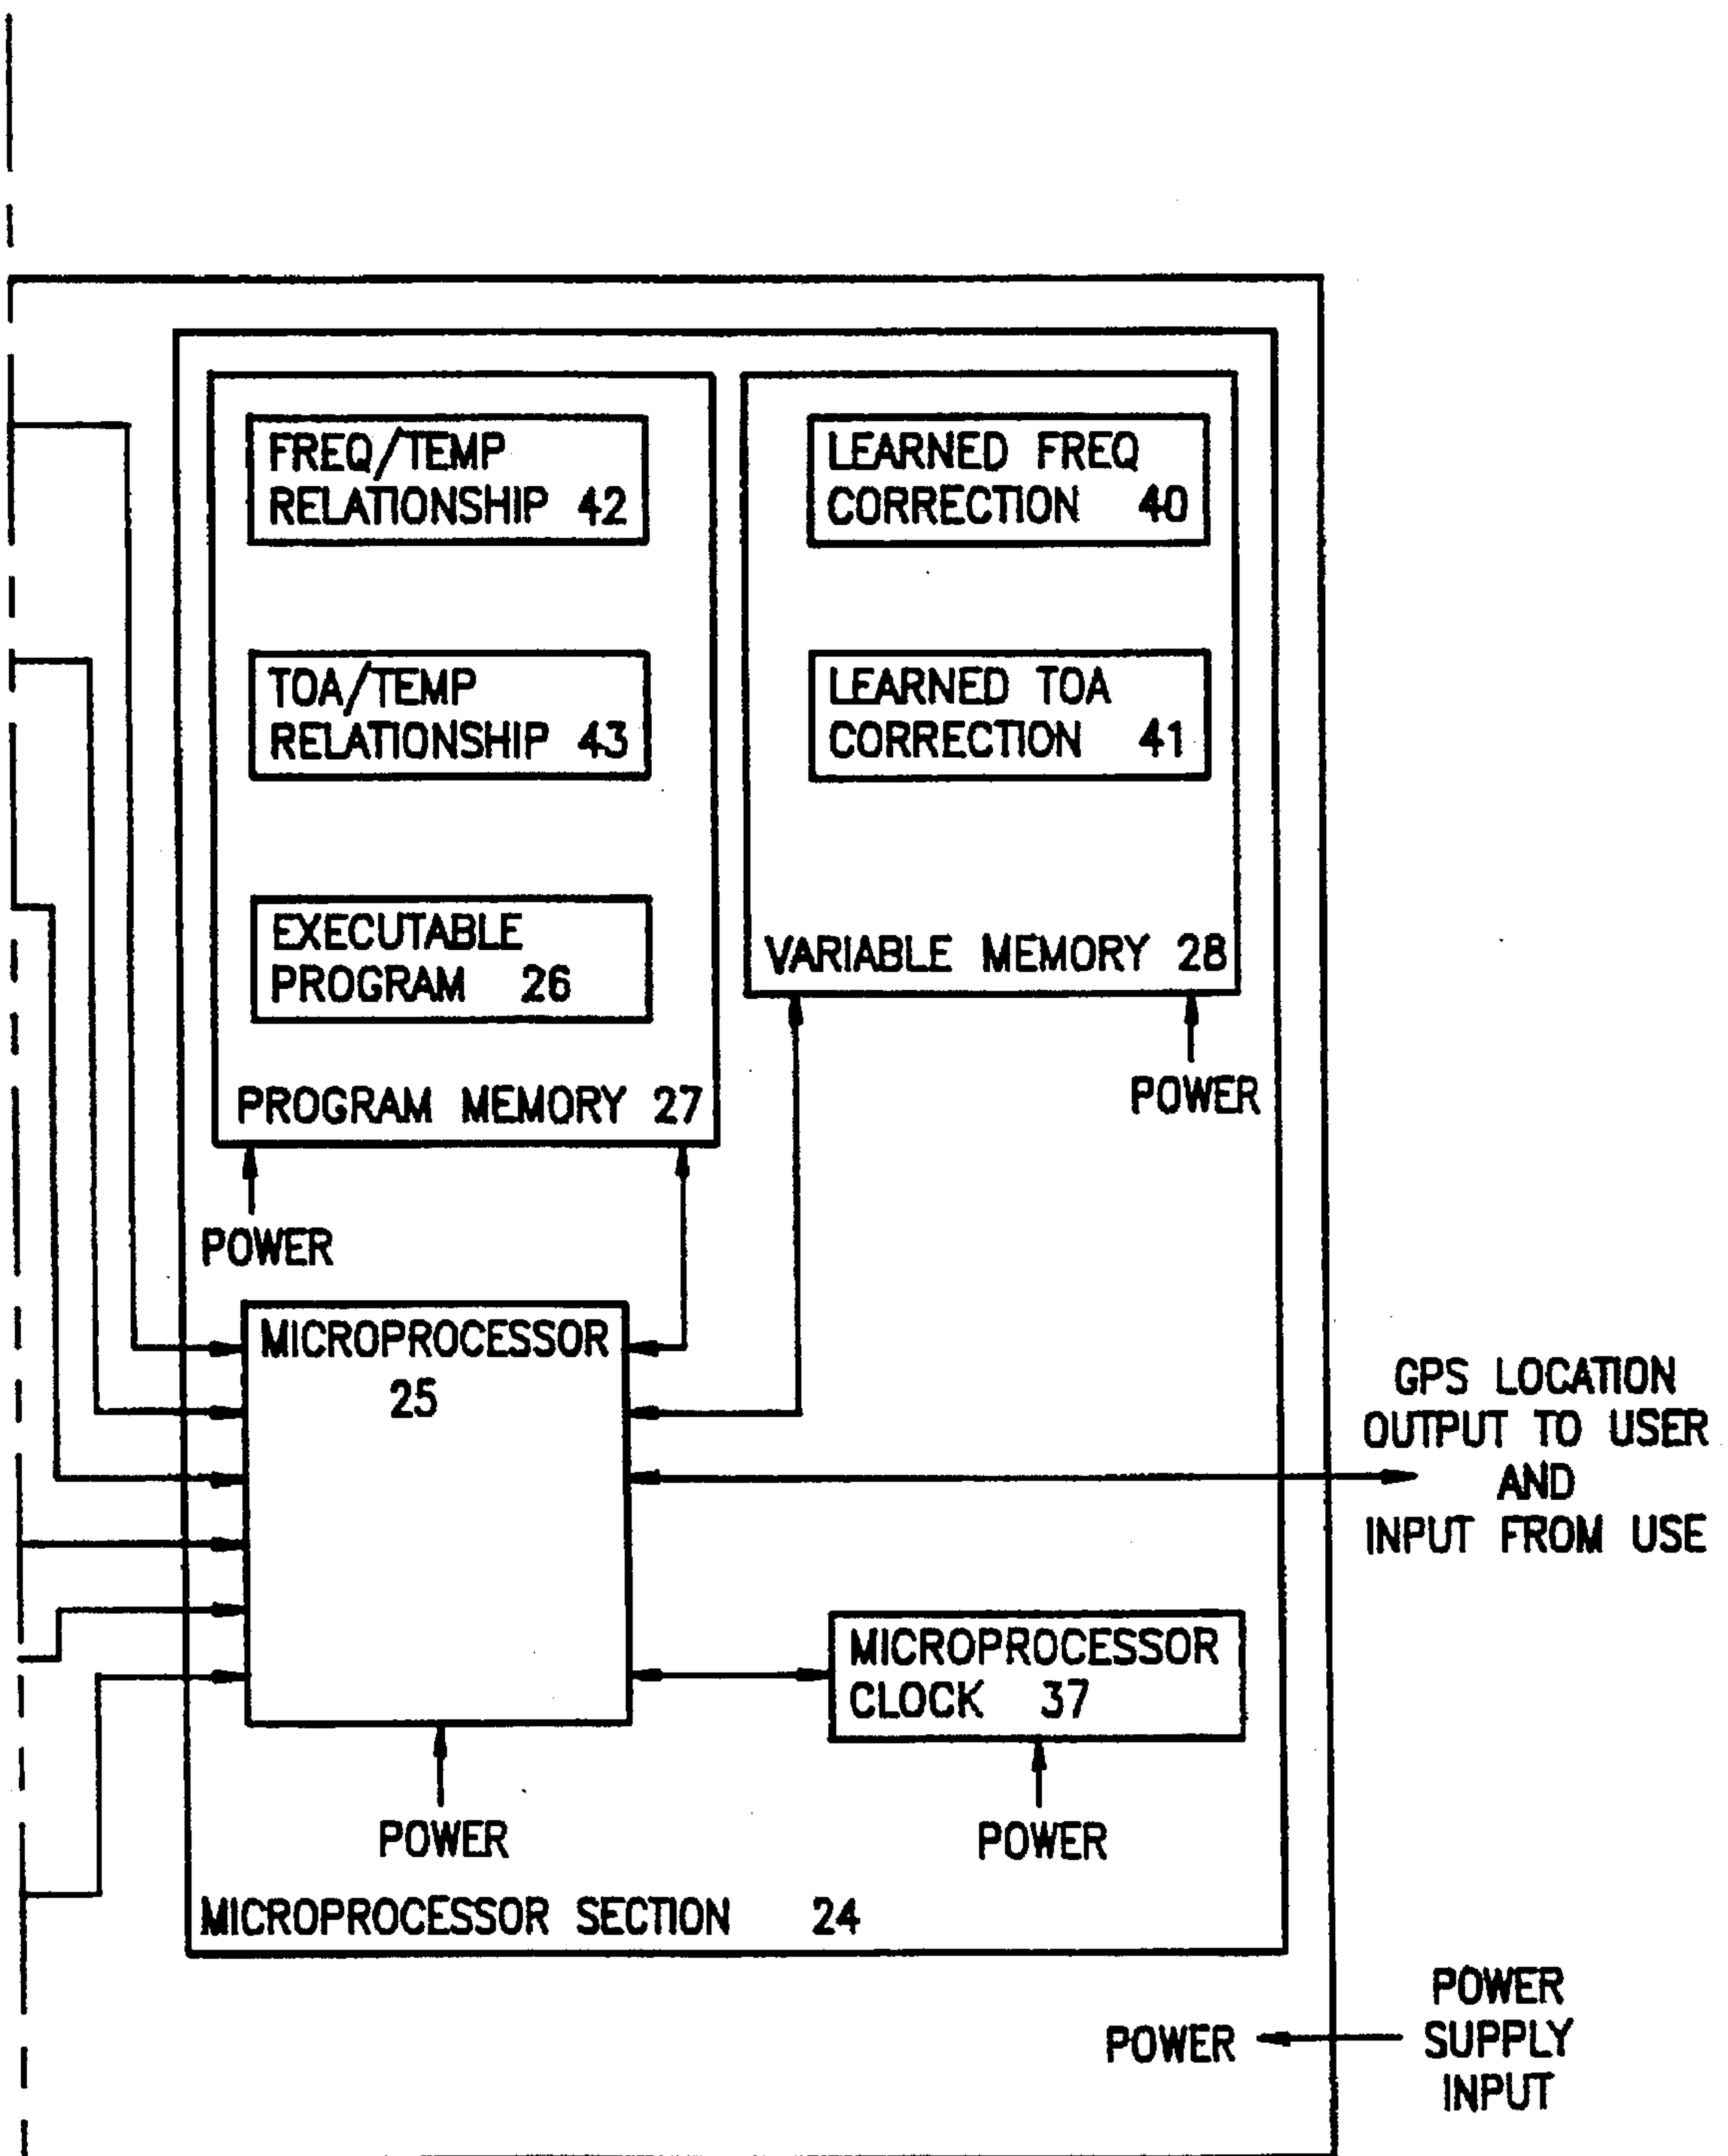 FREQ/TEMP
RELATIONSHIP 42
LEARNED FREQ
CORRECTION 40
TOA/TEMP
RELATIONSHIP 43
LEARNED TOA
CORRECTION 41
EXECUTABLE
PROGRAM 26
VARIABLE MEMORY 28
POWER
PROGRAM MEMORY 27
POWER
MICROPROCESSOR
25
GPS LOCATION
OUTPUT TO USER
AND
INPUT FROM USE
MICROPROCESSOR
CLOCK 37
POWER
POWER
MICROPROCESSOR SECTION 24
POWER
POWER
SUPPLY
INPUT